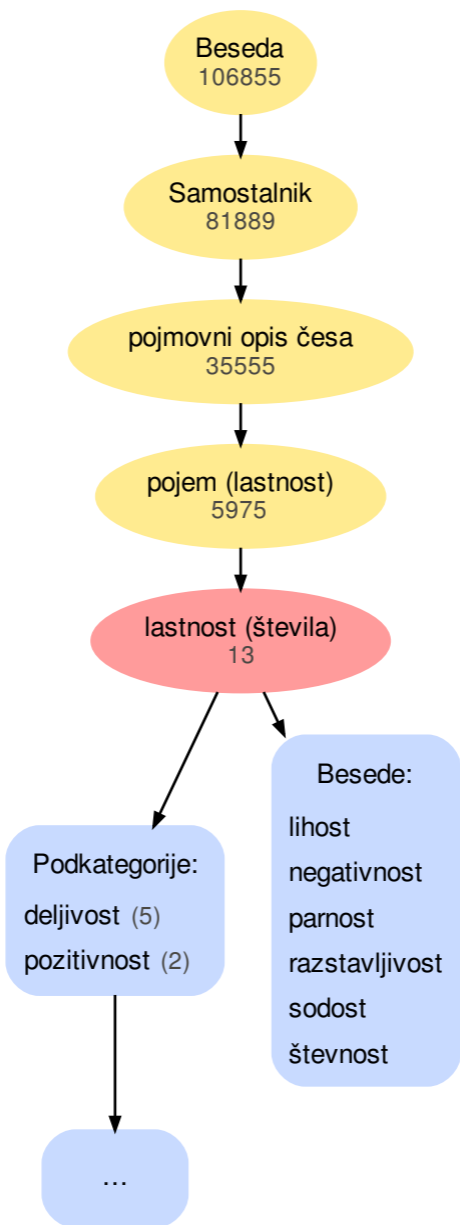 Beseda
106855
Samostalnik
81889
pojmovni opis česa
35555
pojem (lastnost)
5975
lastnost (števila)
13
Podkategorije:
deljivost (5)
pozitivnost (2)
...
Besede:
lihost
negativnost
parnost
razstavljivost
sodost
števnost